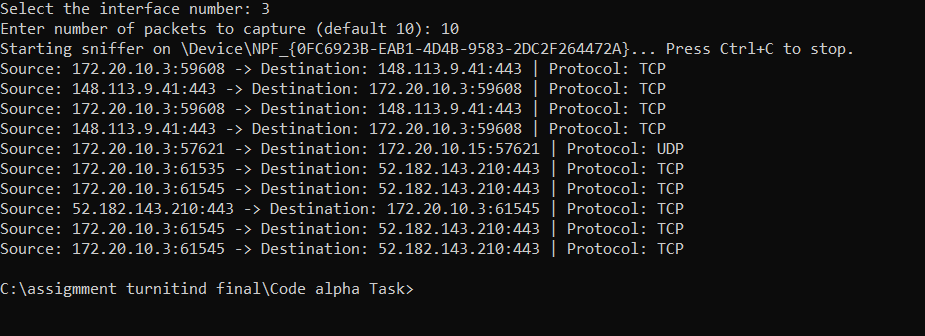 Select the interface number: 3
Enter number of packets to capture (default 10): 10
Starting sniffer on \Device\NPF_{0FC6923B-EAB1-4D4B-9583-2DC2F264472A}... Press Ctrl+C to stop.
Source: 172.20.10.3:59608 -> Destination: 148.113.9.41:443 | Protocol: TCP
Source: 148.113.9.41:443 -> Destination: 172.20.10.3:59608 | Protocol: TCP
Source: 172.20.10.3:59608 -> Destination: 148.113.9.41:443 | Protocol: TCP
Source: 148.113.9.41:443 -> Destination: 172.20.10.3:59608 | Protocol: TCP
Source: 172.20.10.3:57621 -> Destination: 172.20.10.15:57621 | Protocol: UDP
Source: 172.20.10.3:61535 -> Destination: 52.182.143.210:443 | Protocol: TCP
Source: 172.20.10.3:61545 -> Destination: 52.182.143.210:443 | Protocol: TCP
Source: 52.182.143.210:443 -> Destination: 172.20.10.3:61545 | Protocol: TCP
Source: 172.20.10.3:61545 -> Destination: 52.182.143.210:443 | Protocol: TCP
Source: 172.20.10.3:61545 -> Destination: 52.182.143.210:443 | Protocol: TCP
C:\assigmment turnitind final\Code alpha Task>